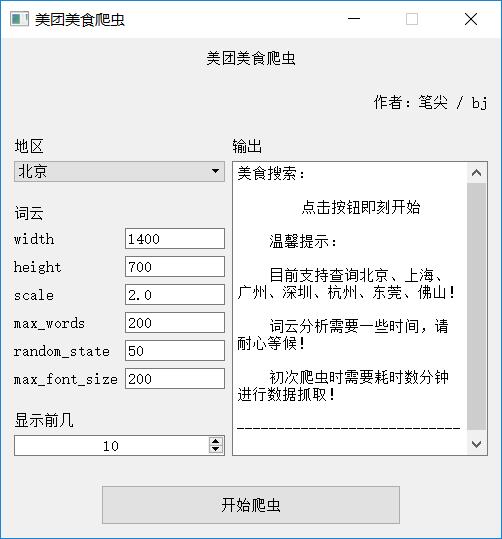 美团美食爬虫
美团美食爬虫
作者：笔尖 / bj
地区
北京
词云
width 1400
height 700
scale 2.0
max_words 200
random_state 50
max_font_size 200
显示前几
10
输出
美食搜索：
点击按钮即刻开始
温馨提示：
目前支持查询北京、上海、
广州、深圳、杭州、东莞、佛山！
词云分析需要一些时间，请
耐心等候！
初次爬虫时需要耗时数分钟
进行数据抓取！
----------------------------
开始爬虫